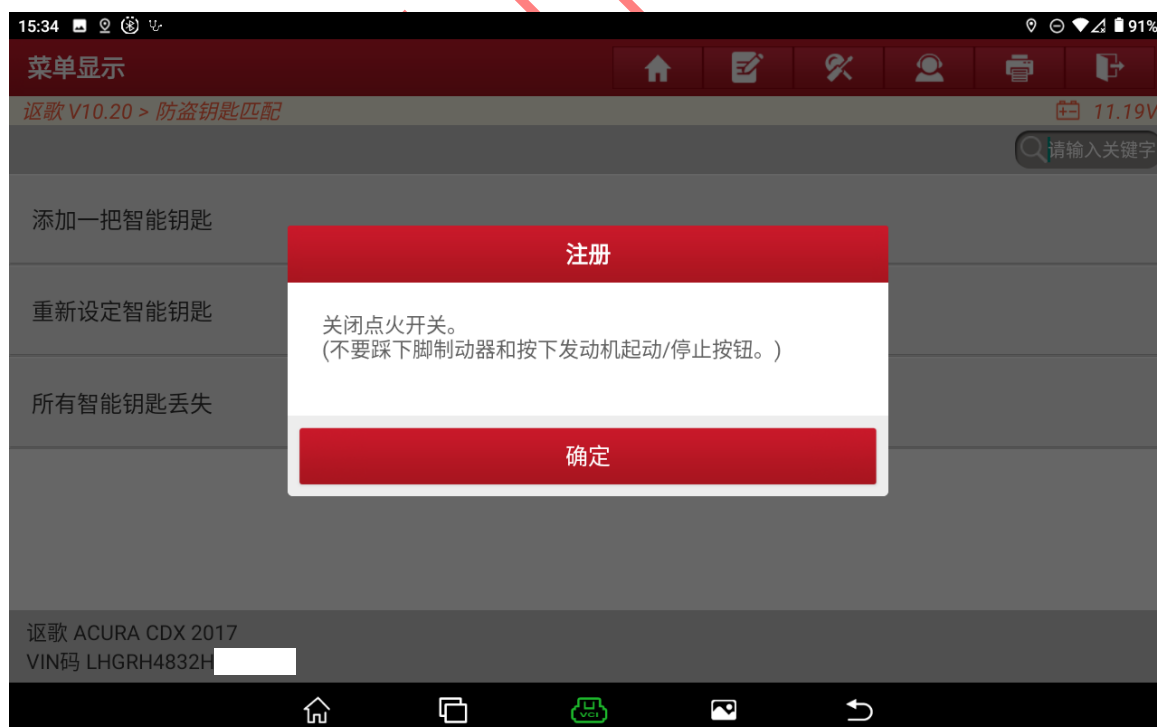 15:34
91%
菜单显示
讴歌 V10.20 > 防盗钥匙匹配
11.19V
请输入关键字
添加一把智能钥匙
重新设定智能钥匙
所有智能钥匙丢失
注册
关闭点火开关。
(不要踩下脚制动器和按下发动机起动/停止按钮。)
确定
讴歌 ACURA CDX 2017
VIN码 LHGRH4832H
VCI